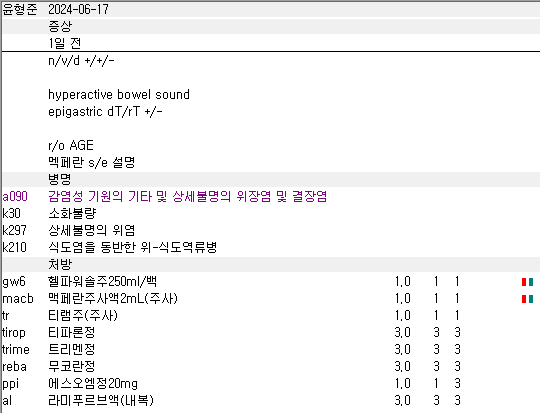 윤형준 2024-06-17
증상
1일 전
n/v/d +/+/-
hyperactive bowel sound
epigastric dT/rT +/-
r/o AGE
멕페란 s/e 설명
병명
a090 감염성 기원의 기타 및 상세불명의 위장염 및 결장염
k30 소화불량
k297 상세불명의 위염
k210 식도염을 동반한 위-식도역류병
처방
gw6 헬파워솔주250ml/백 1.0 1 1
macb 맥페란주사액2mL(주사) 1.0 1 1
tr 티램주(주사) 1.0 1 1
tirop 티파론정 3.0 3 3
trime 트리멘정 3.0 3 3
reba 무코란정 3.0 3 3
ppi 에스오엠정20mg 1.0 1 3
al 라미푸르브액(내복) 3.0 3 3